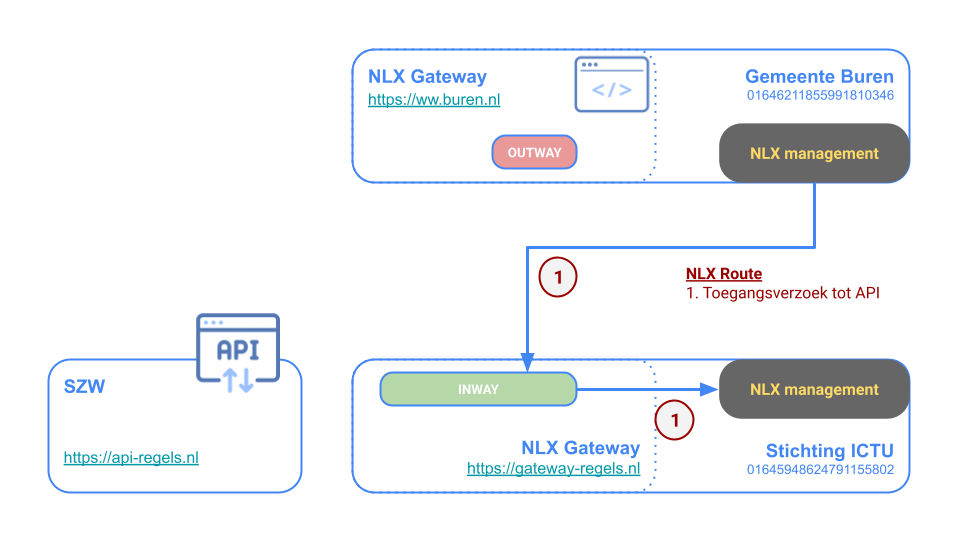 NLX Gateway
https://ww.buren.nl
</>
Gemeente Buren
01646211855991810346
OUTWAY
NLX management
1
NLX Route
1. Toegangsverzoek tot API
API
SZW
https://api-regels.nl
INWAY
NLX management
1
NLX Gateway
https://gateway-regels.nl
Stichting ICTU
01645948624791155802